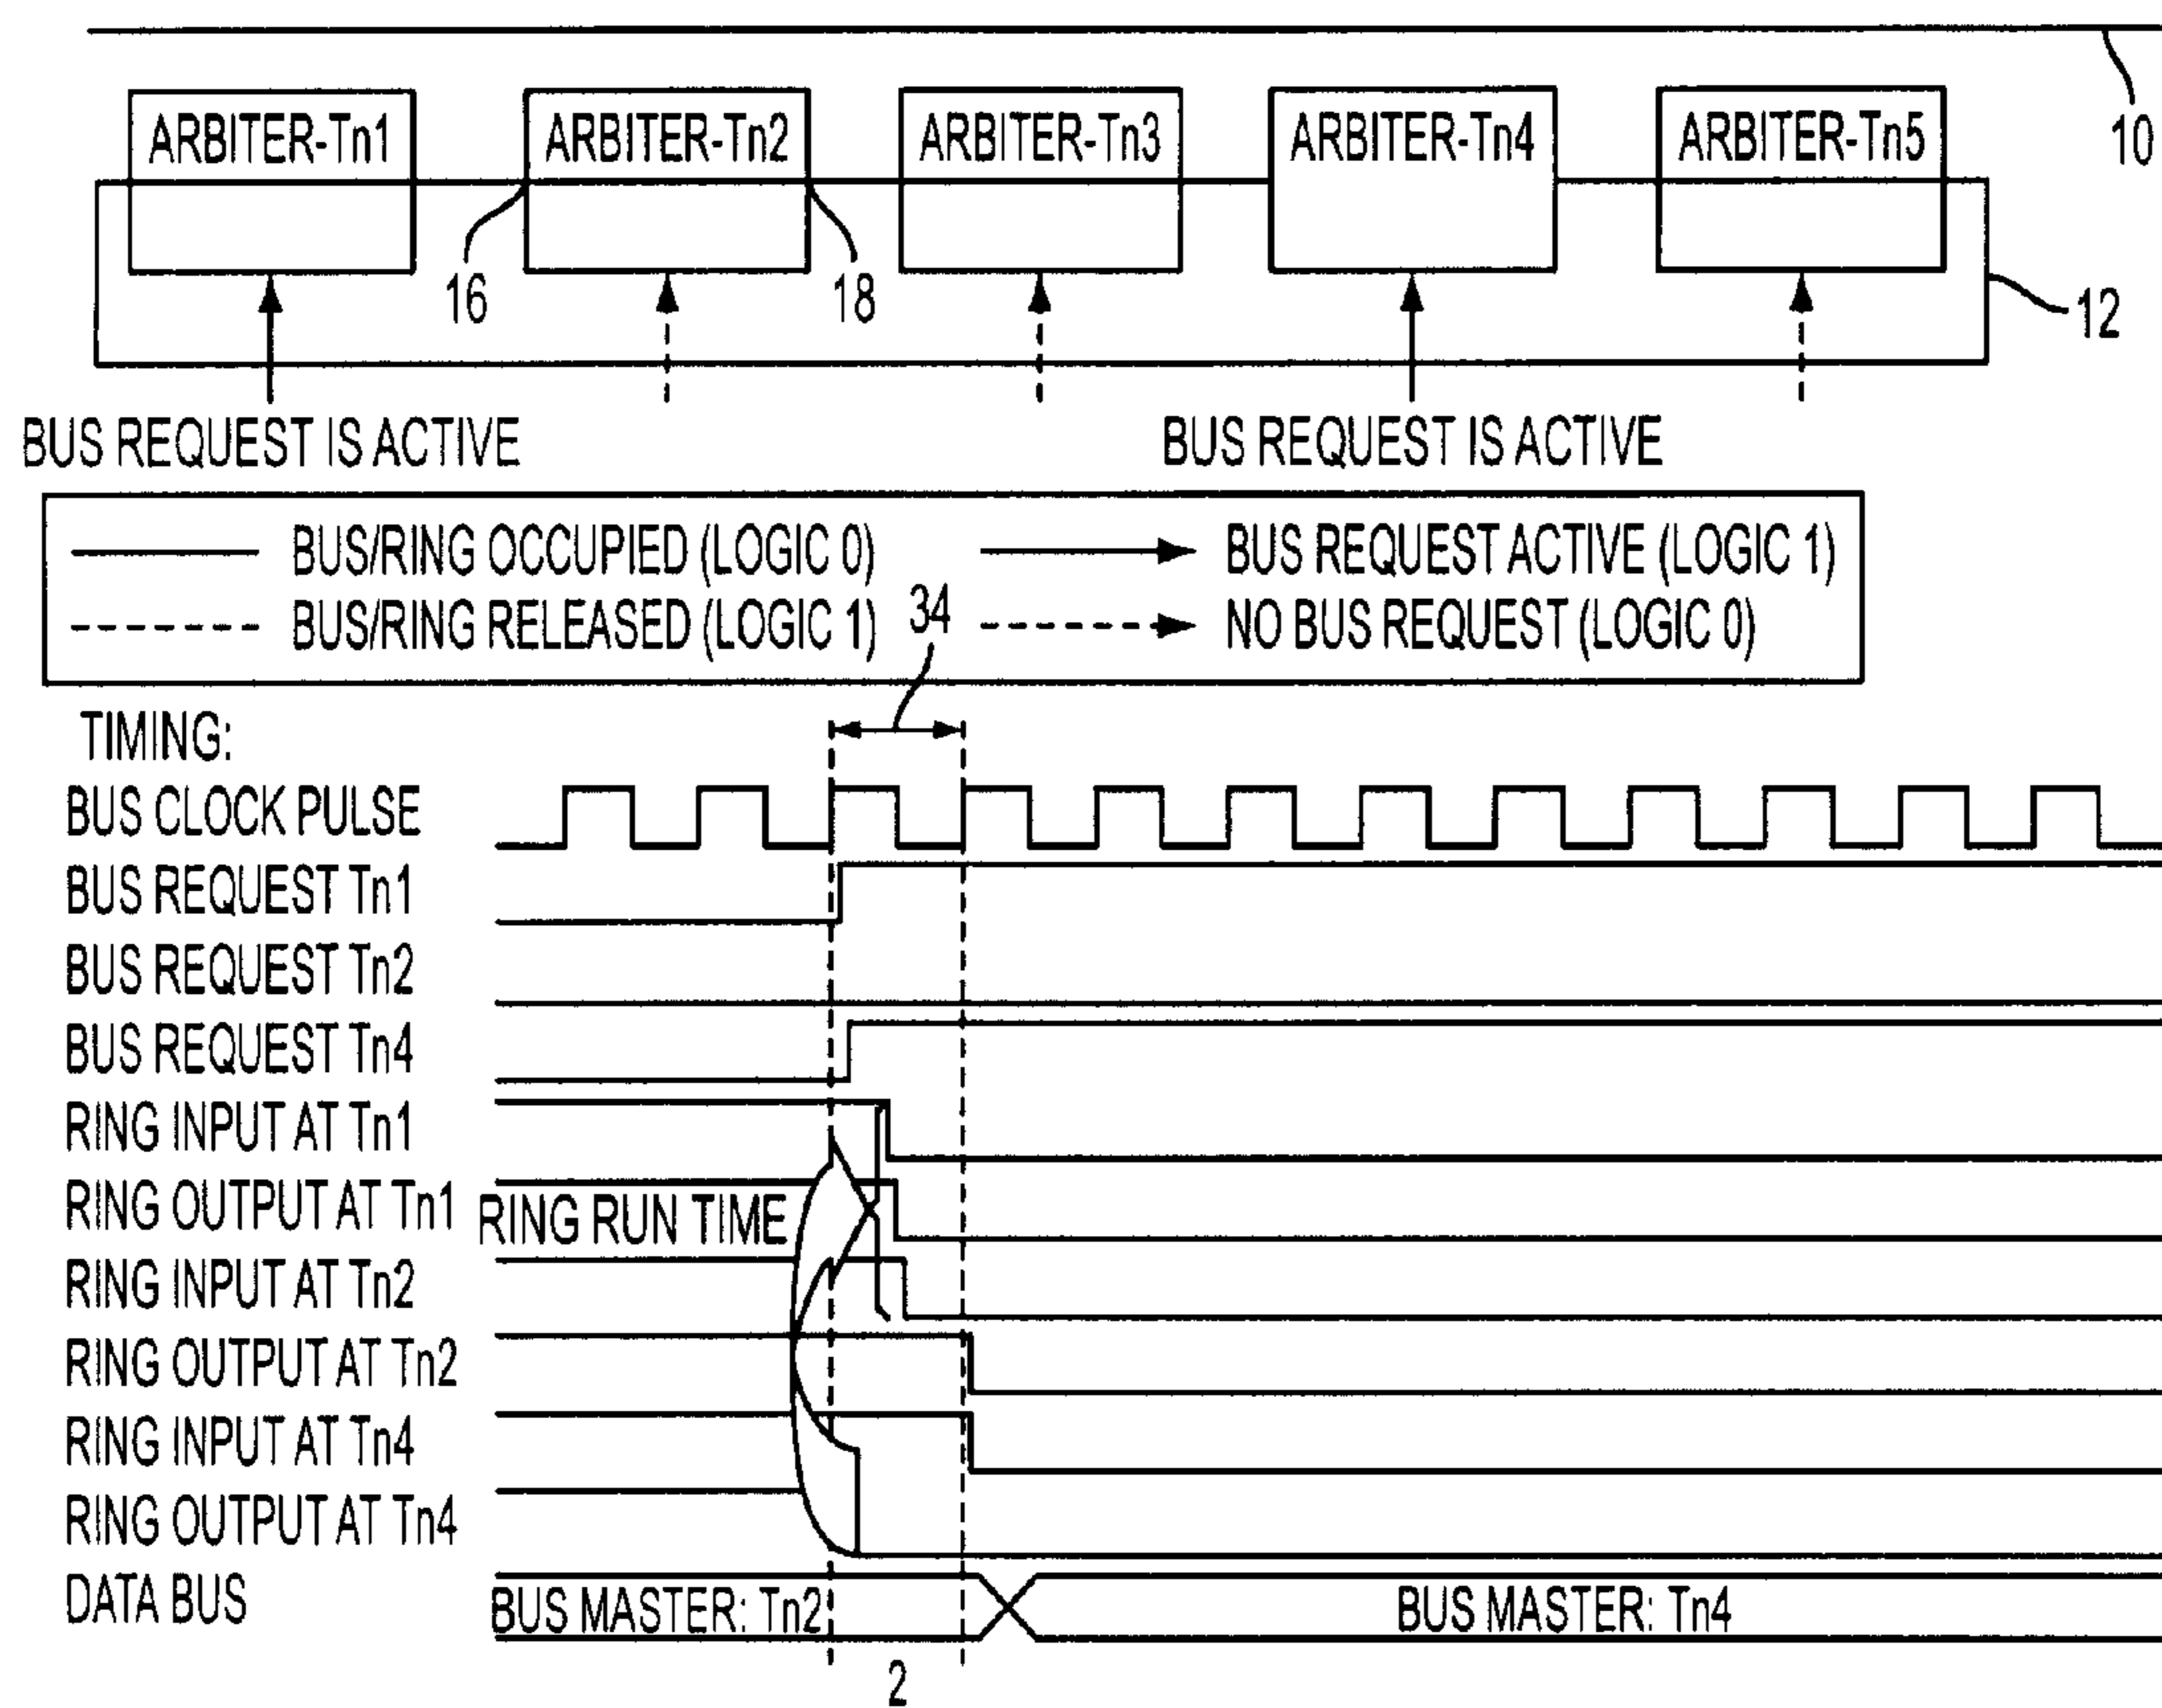 10
ARBITER-Tn1
ARBITER-Tn2
ARBITER-Tn3
ARBITER-Tn4
ARBITER-Tn5
16
18
12
BUS REQUEST IS ACTIVE
BUS REQUEST IS ACTIVE
BUS/RING OCCUPIED (LOGIC 0)
BUS REQUEST ACTIVE (LOGIC 1)
BUS/RING RELEASED (LOGIC 1)
34
NO BUS REQUEST (LOGIC 0)
TIMING:
BUS CLOCK PULSE
BUS REQUEST Tn1
BUS REQUEST Tn2
BUS REQUEST Tn4
RING INPUT AT Tn1
RING OUTPUT AT Tn1
RING RUN TIME
RING INPUT AT Tn2
RING OUTPUT AT Tn2
RING INPUT AT Tn4
RING OUTPUT AT Tn4
DATA BUS
BUS MASTER: Tn2
BUS MASTER: Tn4
2